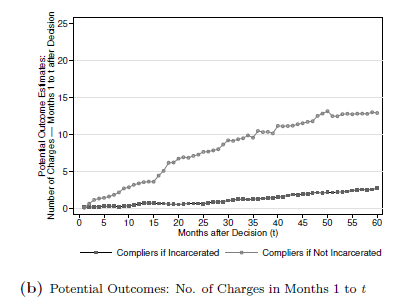 Potential Outcome Estimates:
Number of Charges — Months 1 to t after Decision
25
20
15
10
5
0
0 5 10 15 20 25 30 35 40 45 50 55 60
Months after Decision (t)
Compliers if Incarcerated Compliers if Not Incarcerated
(b) Potential Outcomes: No. of Charges in Months 1 to t